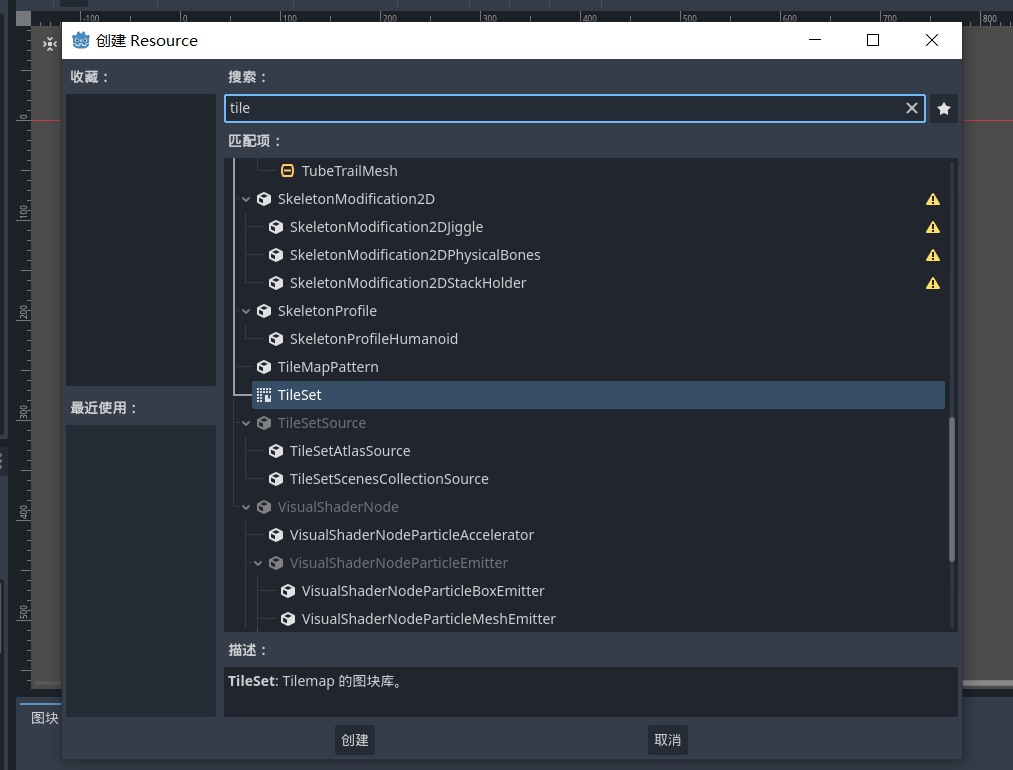 -100 0 100 200 300 400 500 600 700 800
创建 Resource
收藏：
搜索：
tile
匹配项：
TubeTrailMesh
SkeletonModification2D
SkeletonModification2DJiggle
SkeletonModification2DPhysicalBones
SkeletonModification2DStackHolder
SkeletonProfile
SkeletonProfileHumanoid
TileMapPattern
TileSet
TileSetSource
TileSetAtlasSource
TileSetScenesCollectionSource
VisualShaderNode
VisualShaderNodeParticleAccelerator
VisualShaderNodeParticleEmitter
VisualShaderNodeParticleBoxEmitter
VisualShaderNodeParticleMeshEmitter
最近使用：
描述：
TileSet: Tilemap 的图块库。
创建
取消
0
100
200
300
400
500
图块